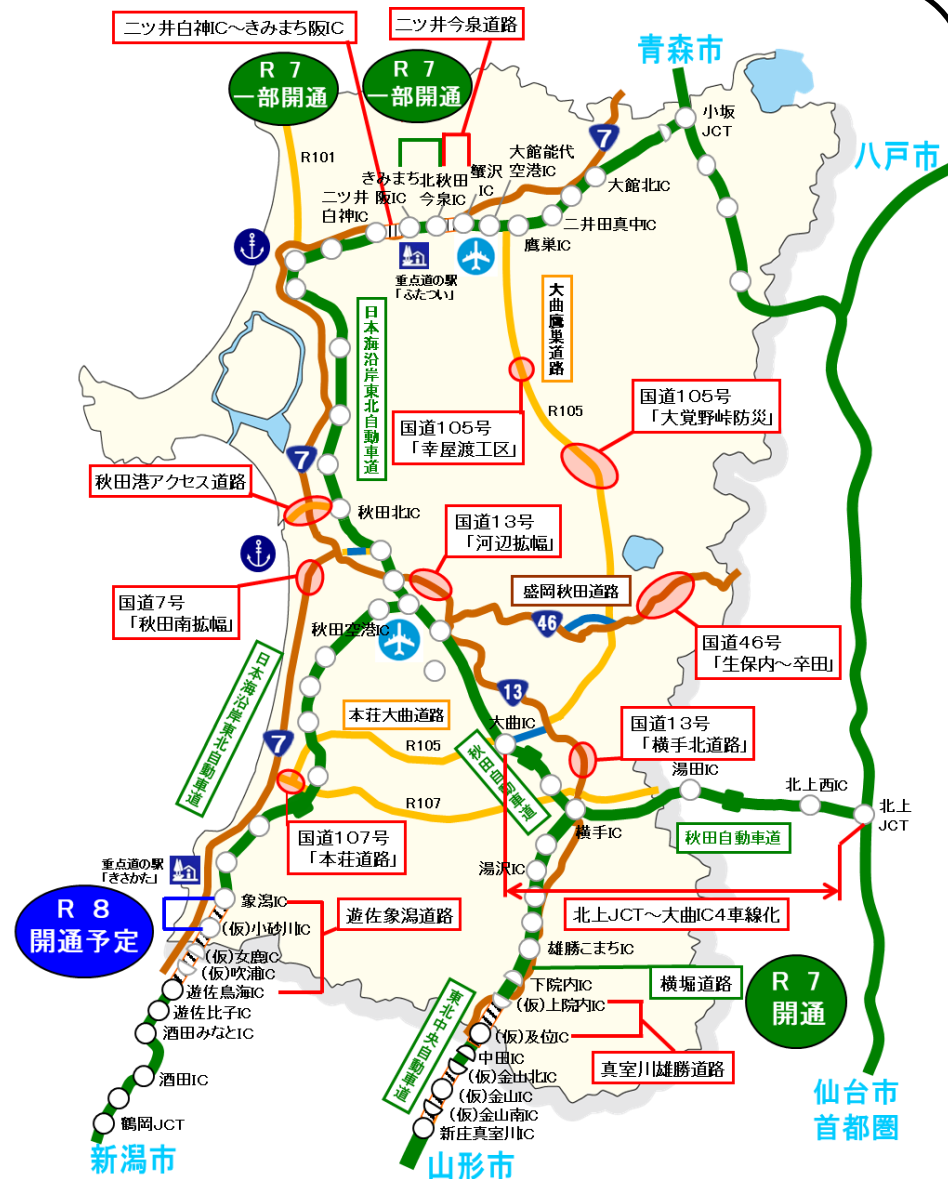 二ツ井白神IC～きみまち阪IC
二ツ井今泉道路
青森市
R 7
一部開通
R 7
一部開通
小坂
JCT
八戸市
R101
7
大館能代
空港IC
蟹沢
IC
きみまち
阪IC
北秋田
今泉IC
大館北IC
二ツ井
白神IC
二井田真中IC
鷹巣IC
重点道の駅
「ふたつい」
大曲鷹巣道路
日本海沿岸東北自動車道
国道105号
「大覚野峠防災」
R105
国道105号
「幸屋渡工区」
7
秋田港アクセス道路
秋田北IC
国道13号
「河辺拡幅」
盛岡秋田道路
国道7号
「秋田南拡幅」
46
秋田空港IC
国道46号
「生保内～卒田」
日本海沿岸東北自動車道
13
本荘大曲道路
大曲IC
国道13号
「横手北道路」
7
R105
秋田自動車道
湯田IC
北上西IC
R107
北上
JCT
横手IC
国道107号
「本荘道路」
秋田自動車道
重点道の駅
「きさかた」
湯沢IC
R 8
開通予定
象潟IC
遊佐象潟道路
北上JCT～大曲IC4車線化
(仮)小砂川IC
雄勝こまちIC
(仮)女鹿IC
(仮)吹浦IC
下院内IC
横堀道路
R 7
開通
遊佐鳥海IC
(仮)上院内IC
遊佐比子IC
東北中央自動車道
酒田みなとIC
(仮)及位IC
中田IC
真室川雄勝道路
酒田IC
(仮)金山北IC
(仮)金山IC
仙台市
首都圏
(仮)金山南IC
鶴岡JCT
新庄真室川IC
新潟市
山形市